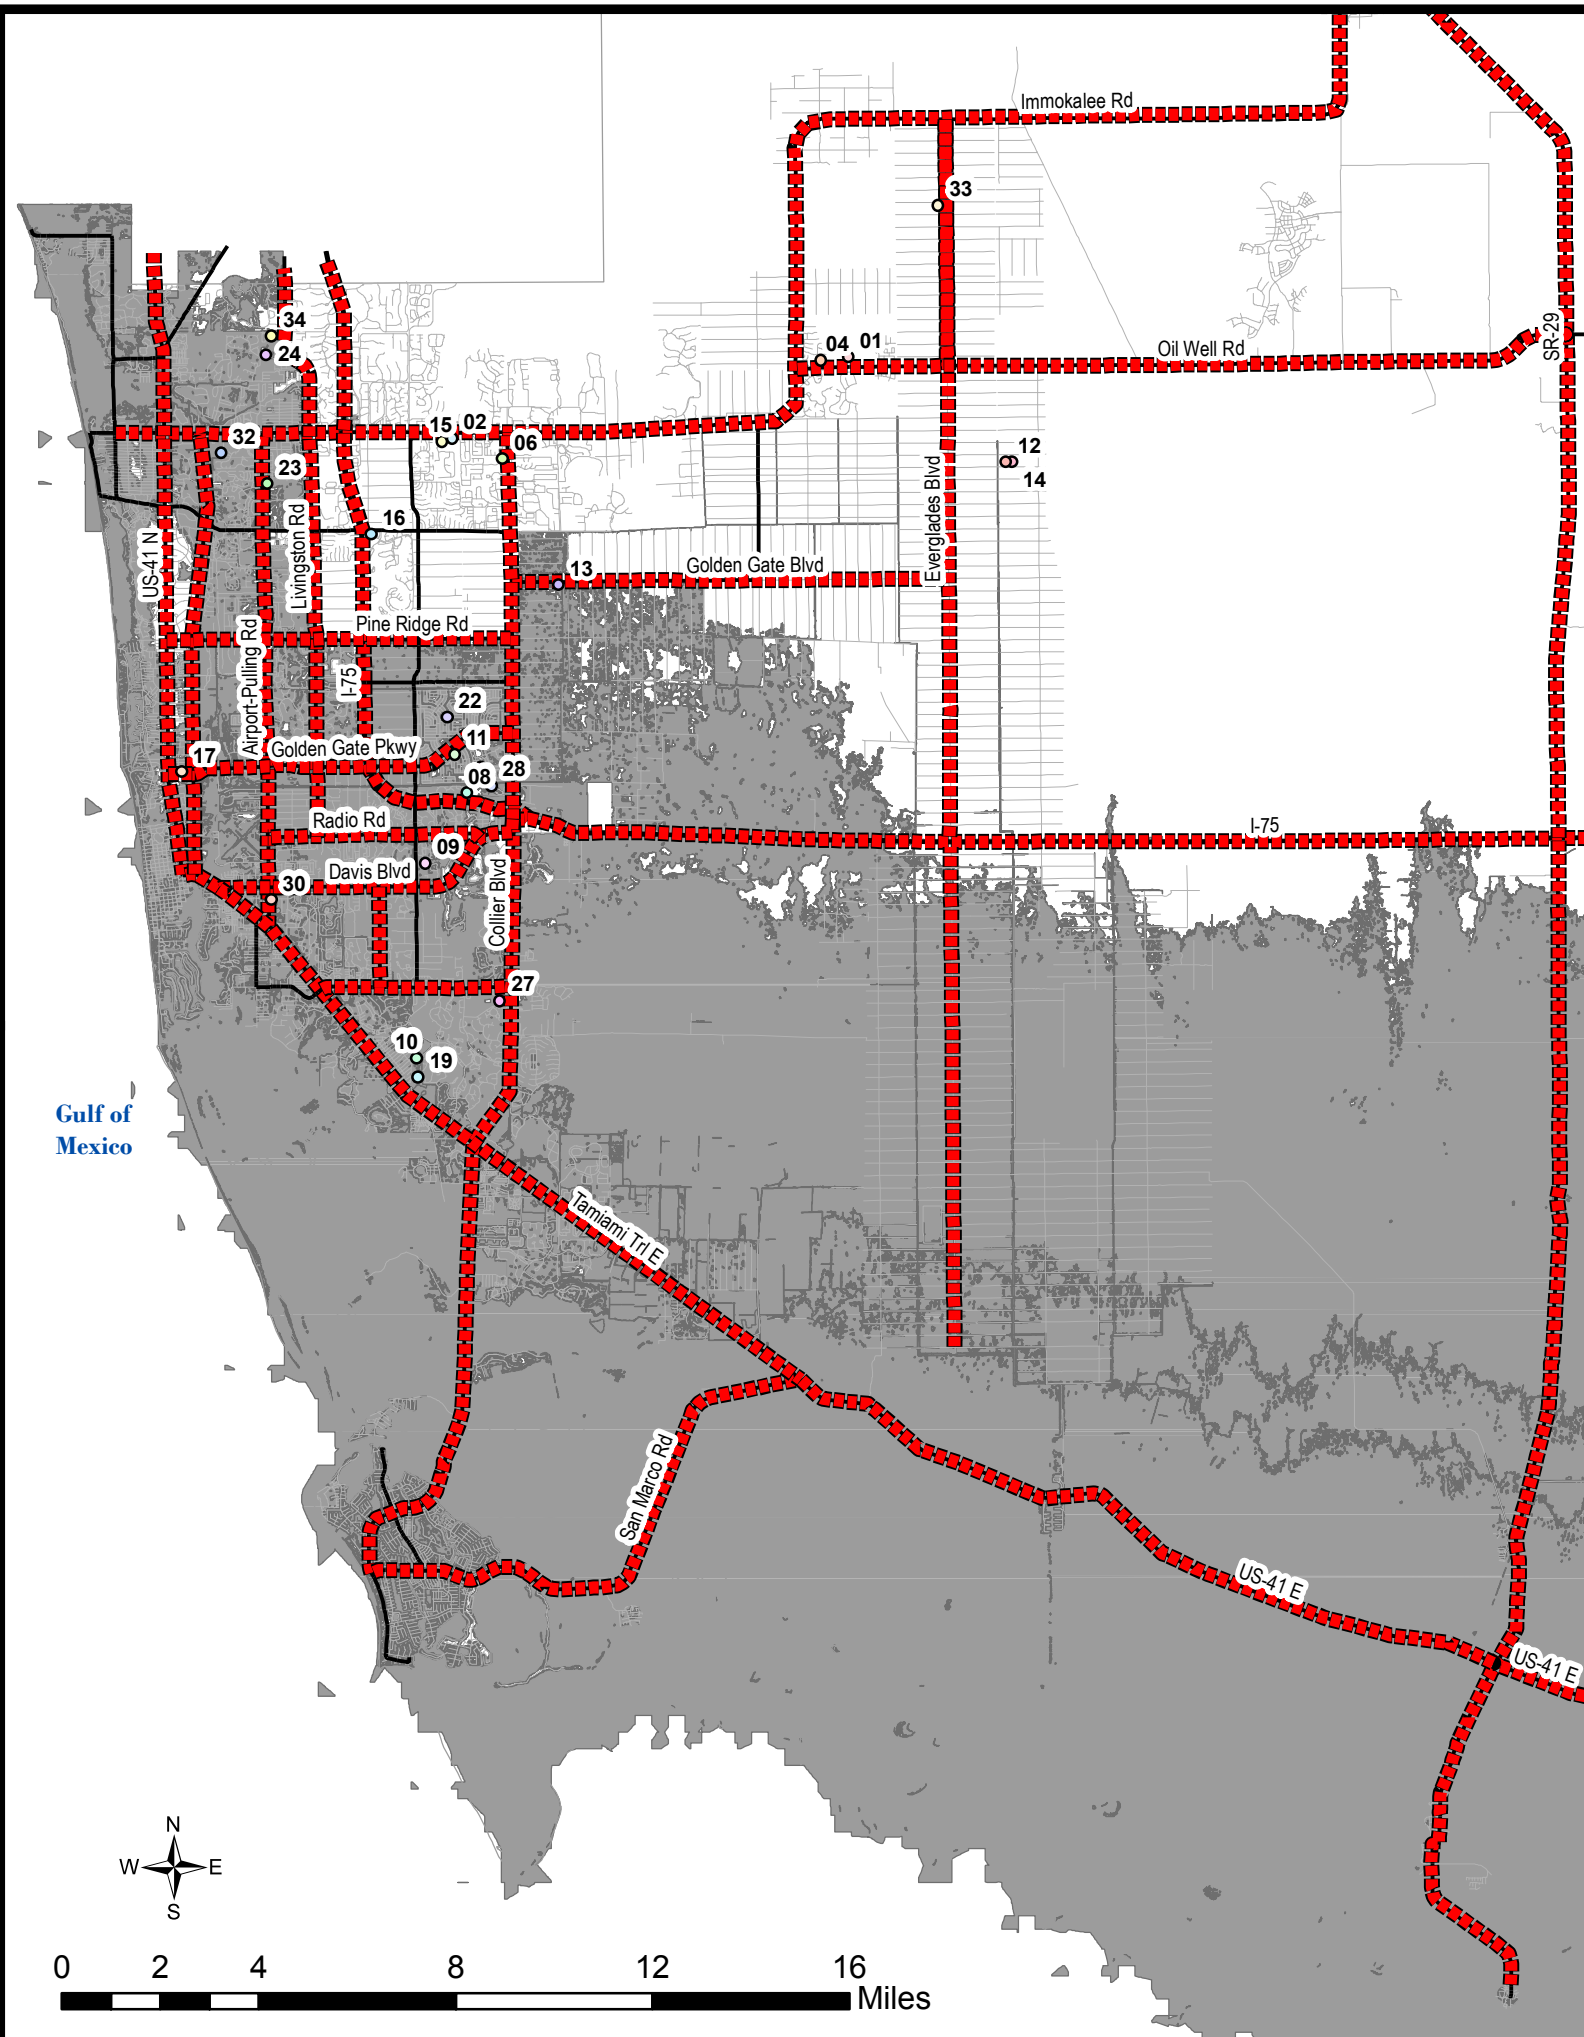 Immokalee Rd
33
34
24
04
01
Oil Well Rd
SR-29
15
02
32
06
23
12
14
16
US-41 N
Livingston Rd
Everglades Blvd
13
Golden Gate Blvd
Pine Ridge Rd
Airport-Pulling Rd
I-75
22
17
Golden Gate Pkwy
11
08
28
Radio Rd
I-75
09
Davis Blvd
30
Collier Blvd
27
10
19
Gulf of
Mexico
Tamiami Trl E
San Marco Rd
US-41 E
US-41 E
N
W
E
S
0
2
4
8
12
16
Miles